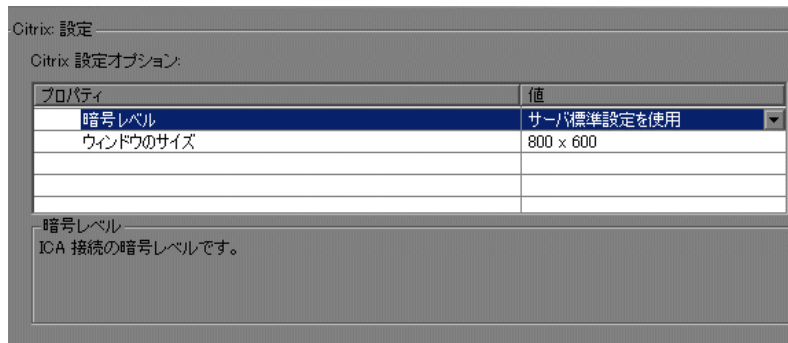 Citrix: 設定
Citrix 設定オプション:
プロパティ 値
暗号レベル サーバ標準設定を使用
ウィンドウのサイズ 800 x 600
暗号レベル
ICA 接続の暗号レベルです。